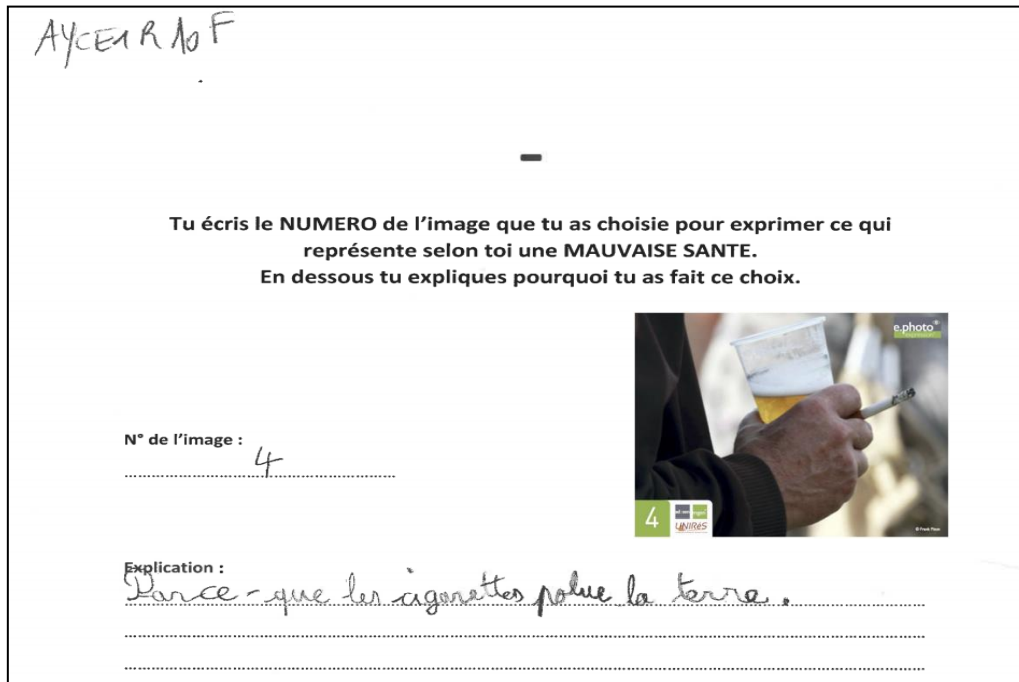 AYCE1R10F
-
Tu écris le NUMERO de l'image que tu as choisie pour exprimer ce qui
représente selon toi une MAUVAISE SANTE.
En dessous tu expliques pourquoi tu as fait ce choix.
e.photo
N° de l'image :
4
4
UNIRéS
Explication :
Parce-que les cigarettes polue la terre.